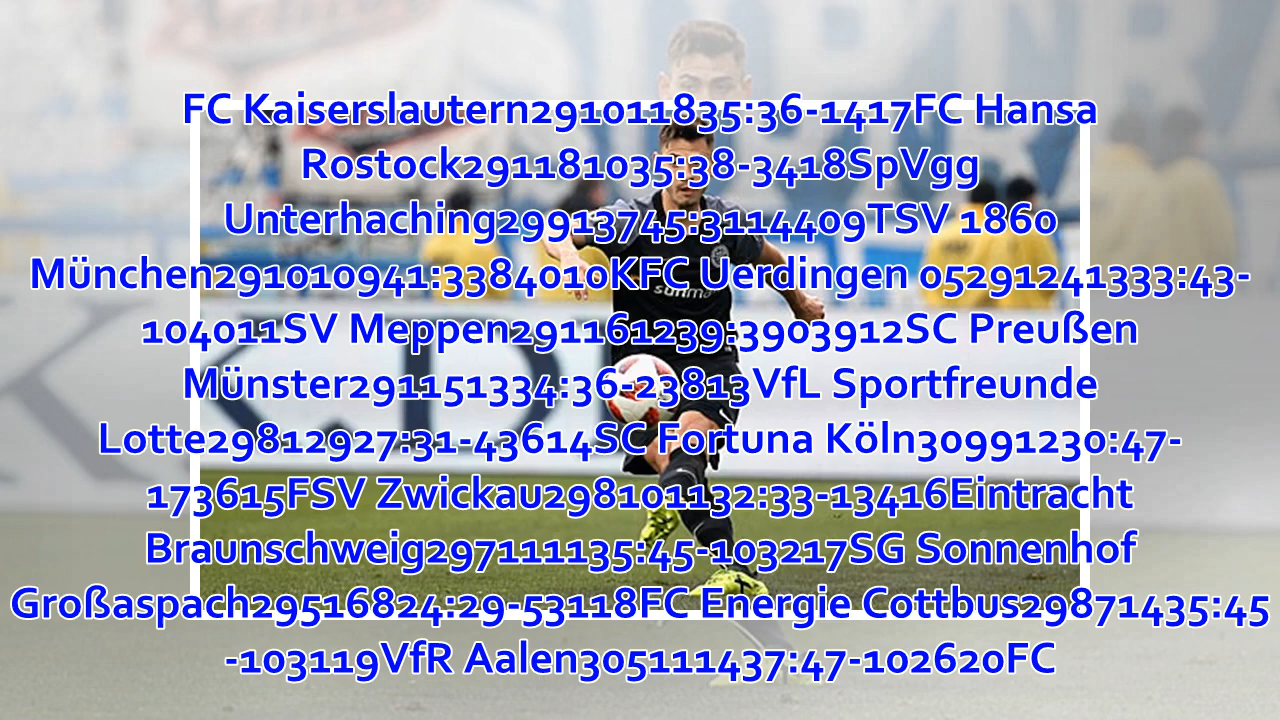 FC Kaiserslautern291011835:36-1417FC Hansa
Rostock291181035:38-3418SpVgg
Unterhaching29913745:3114409TSV 1860
München291010941:3384010KFC Uerdingen 05291241333:43-
104011SV Meppen291161239:3903912SC Preußen
Münster291151334:36-23813VfL Sportfreunde
Lotte29812927:31-43614SC Fortuna Köln30991230:47-
173615FSV Zwickau298101132:33-13416Eintracht
Braunschweig297111135:45-103217SG Sonnenhof
Großaspach29516824:29-53118FC Energie Cottbus29871435:45
-103119VfR Aalen305111437:47-102620FC